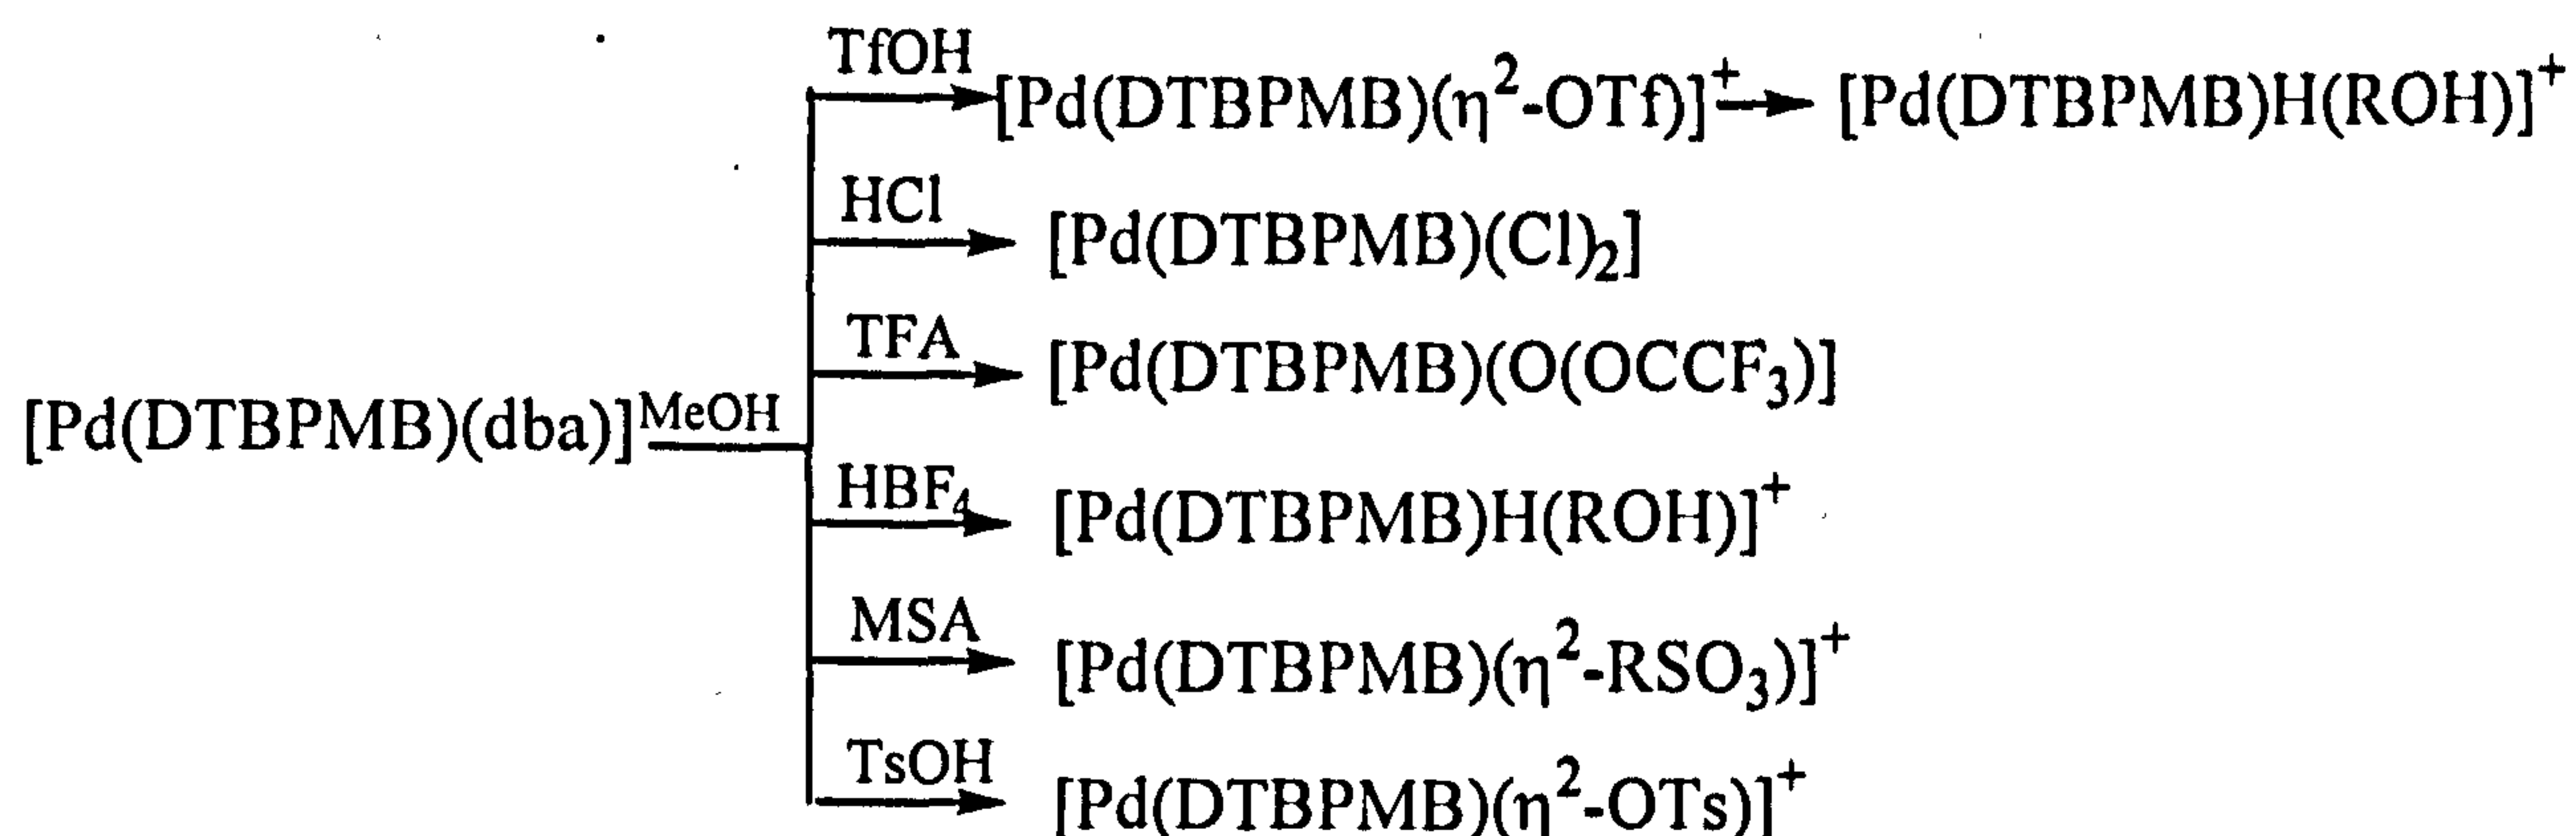 TfOH
[Pd(DTBPMB)(η²-OTf)]⁺ → [Pd(DTBPMB)H(ROH)]⁺
HCl
[Pd(DTBPMB)(Cl)₂]
TFA
[Pd(DTBPMB)(O(OCCF₃)]
[Pd(DTBPMB)(dba)] MeOH
HBF₄
[Pd(DTBPMB)H(ROH)]⁺
MSA
[Pd(DTBPMB)(η²-RSO₃)]⁺
TsOH
[Pd(DTBPMB)(η²-OTs)]⁺